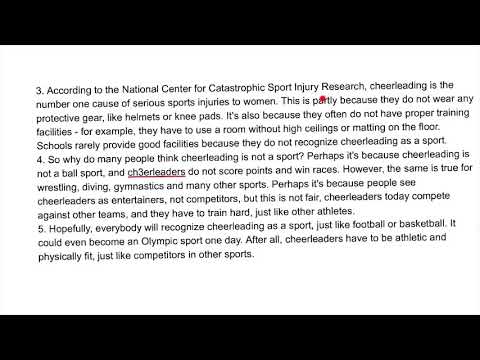 3. According to the National Center for Catastrophic Sport Injury Research, cheerleading is the
number one cause of serious sports injuries to women. This is partly because they do not wear any
protective gear, like helmets or knee pads. It's also because they often do not have proper training
facilities - for example, they have to use a room without high ceilings or matting on the floor.
Schools rarely provide good facilities because they do not recognize cheerleading as a sport.
4. So why do many people think cheerleading is not a sport? Perhaps it's because cheerleading is
not a ball sport, and ch3erleaders do not score points and win races. However, the same is true for
wrestling, diving, gymnastics and many other sports. Perhaps it's because people see
cheerleaders as entertainers, not competitors, but this is not fair, cheerleaders today compete
against other teams, and they have to train hard, just like other athletes.
5. Hopefully, everybody will recognize cheerleading as a sport, just like football or basketball. It
could even become an Olympic sport one day. After all, cheerleaders have to be athletic and
physically fit, just like competitors in other sports.